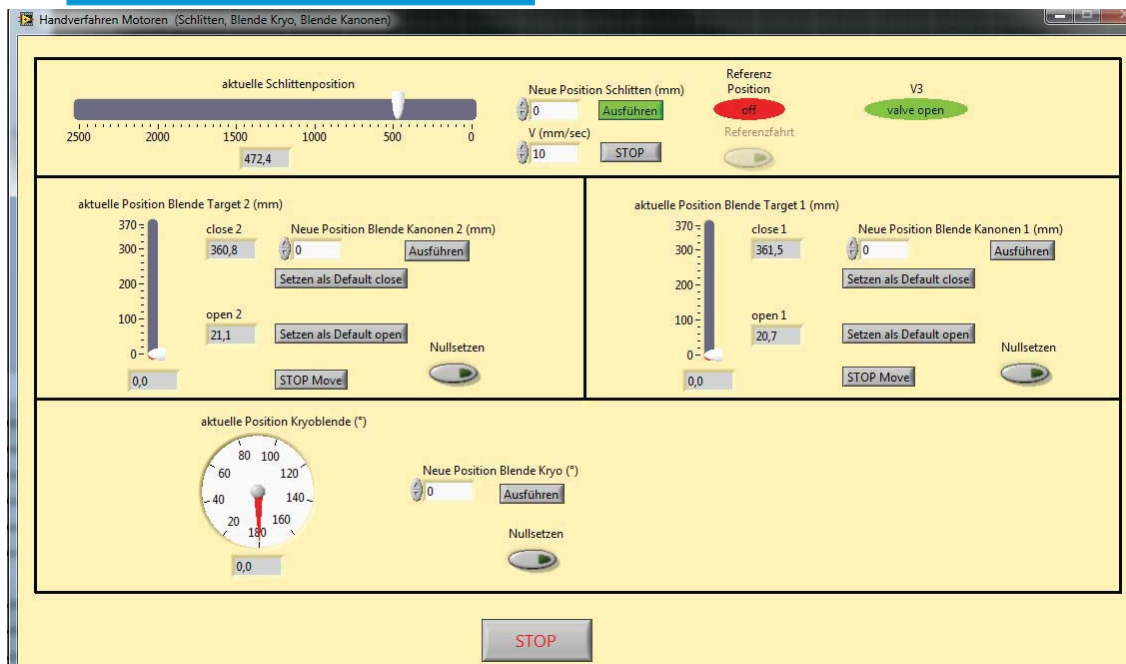 Handverfahren Motoren (Schlitten, Blende Kryo, Blende Kanonen)
aktuelle Schlittenposition
2500 2000 1500 1000 500 0
472,4
Neue Position Schlitten (mm)
0 Ausführen
V (mm/sec)
10 STOP
Referenz
Position
off
Referenzfahrt
V3
valve open
aktuelle Position Blende Target 2 (mm)
370
300
200
100
0
0,0
close 2
360,8
open 2
21,1
Neue Position Blende Kanonen 2 (mm)
0 Ausführen
Setzen als Default close
Setzen als Default open
STOP Move
Nullsetzen
aktuelle Position Blende Target 1 (mm)
370
300
200
100
0
0,0
close 1
361,5
open 1
20,7
Neue Position Blende Kanonen 1 (mm)
0 Ausführen
Setzen als Default close
Setzen als Default open
STOP Move
Nullsetzen
aktuelle Position Kryoblende (°)
80 100
60 120
40 140
20 160
180
0,0
Neue Position Blende Kryo (°)
0 Ausführen
Nullsetzen
STOP